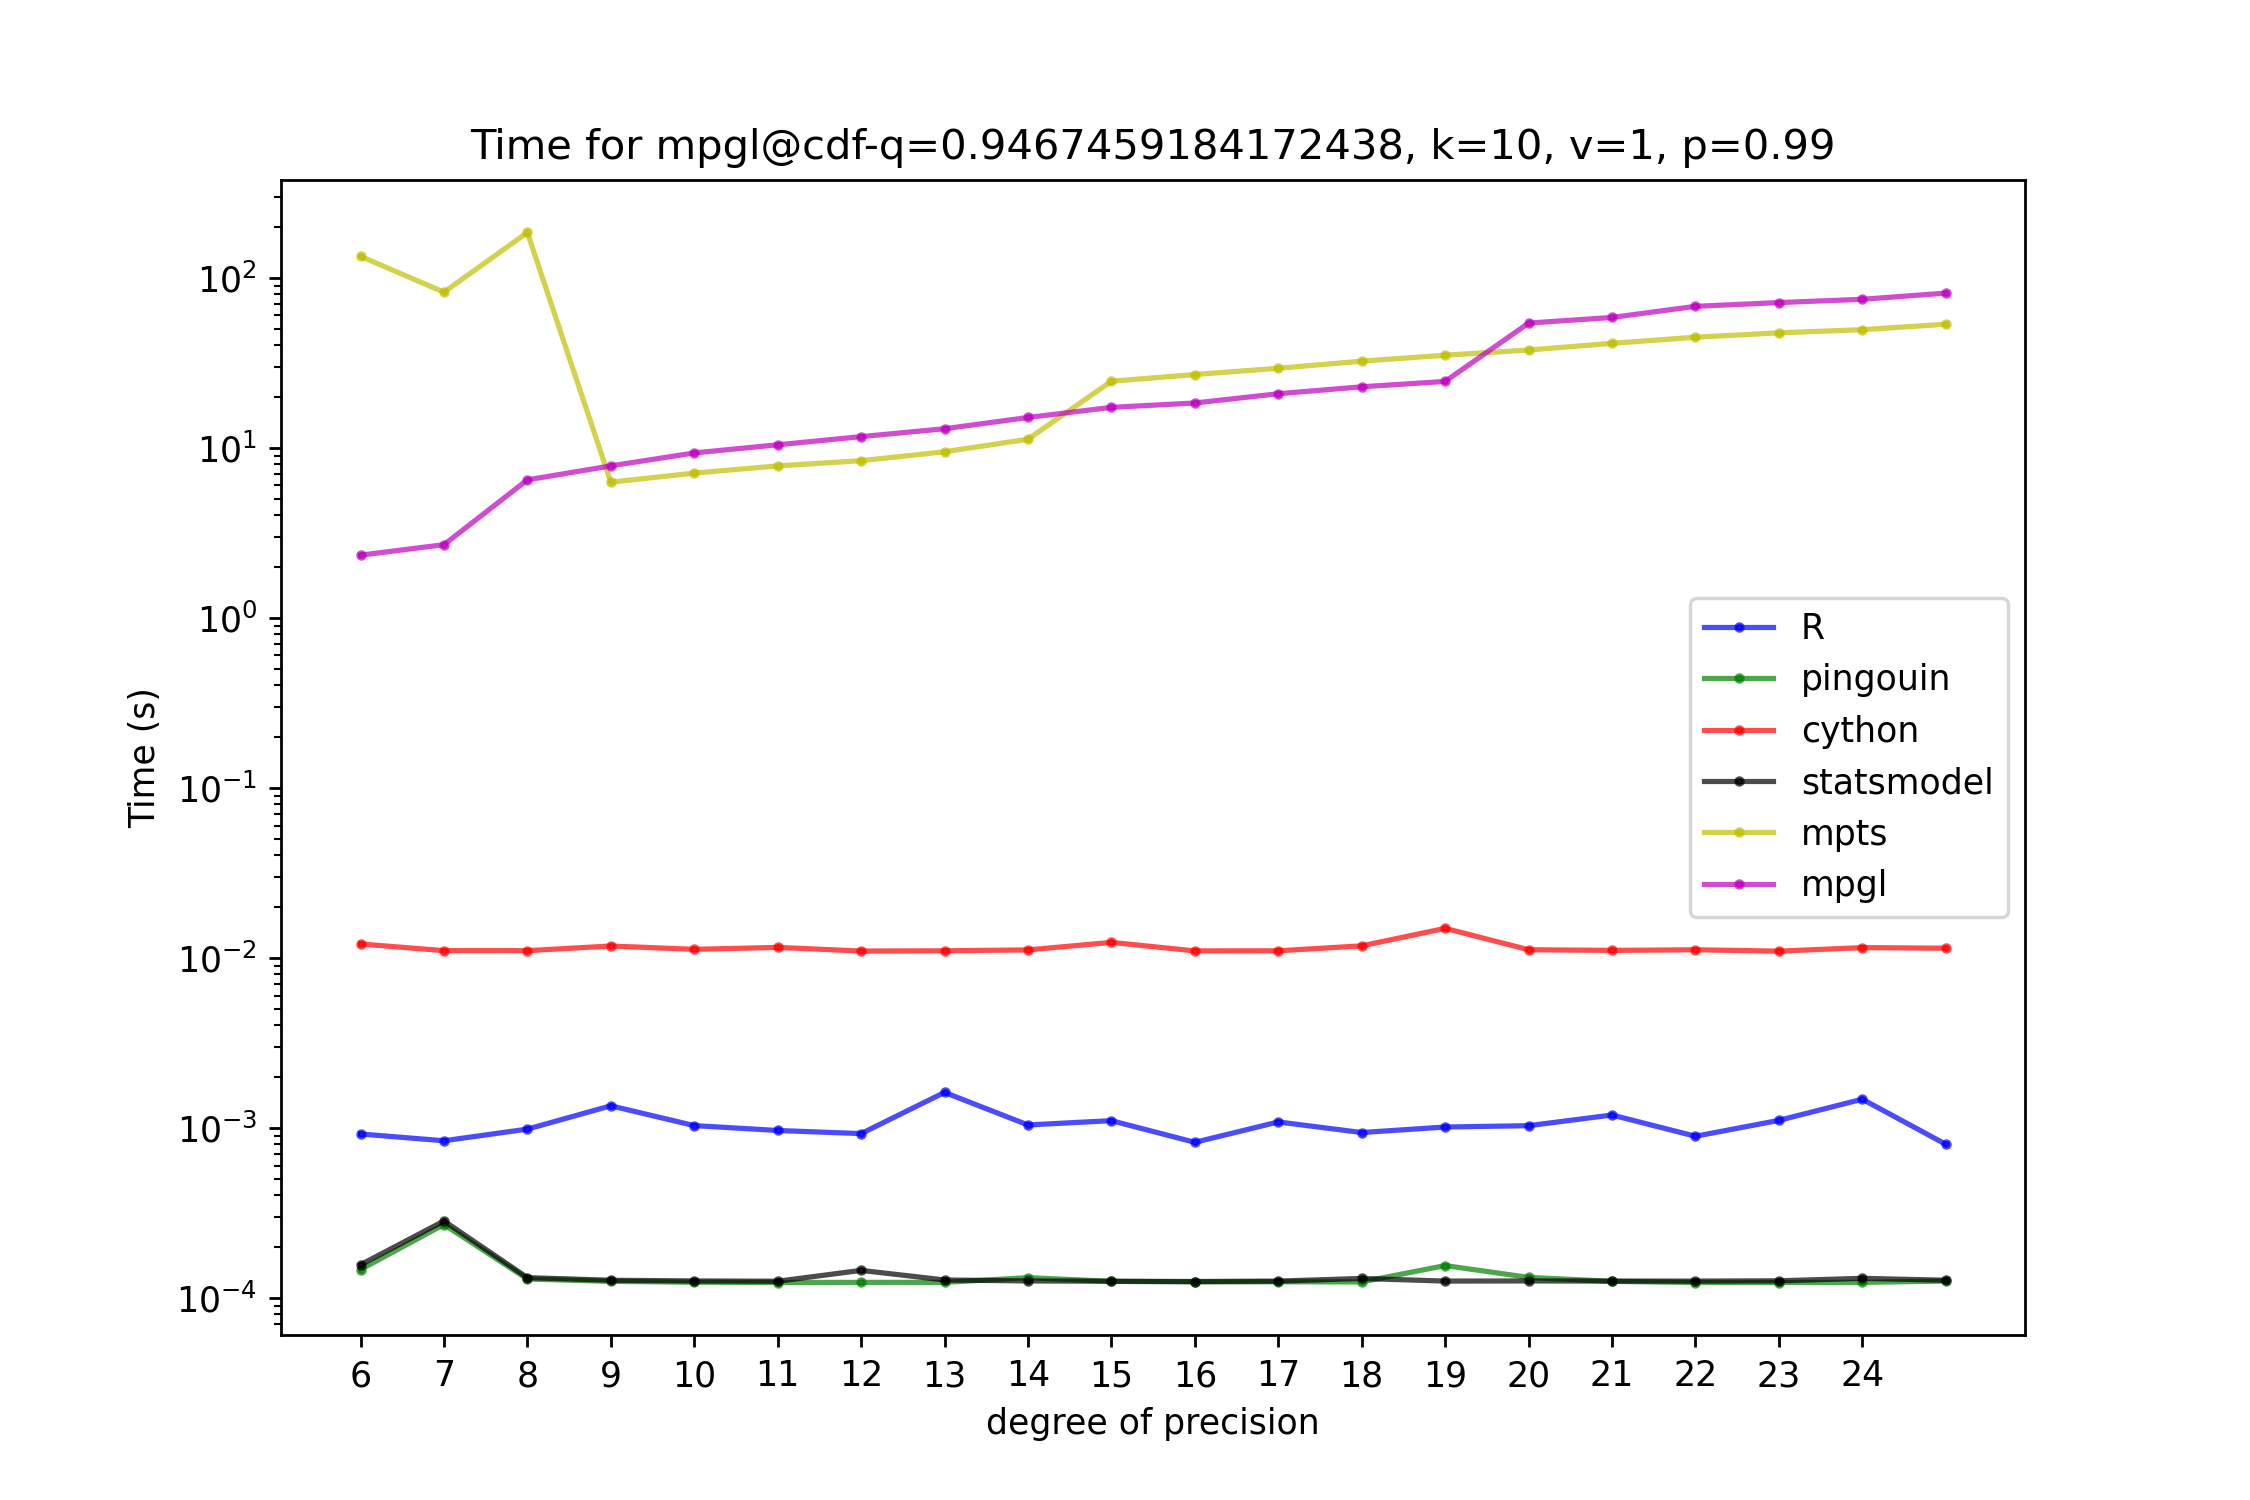 Time for mpgl@cdf-q=0.9467459184172438, k=10, v=1, p=0.99
Time (s)
10²
10¹
10⁰
10⁻¹
10⁻²
10⁻³
10⁻⁴
R
pingouin
cython
statsmodel
mpts
mpgl
6 7 8 9 10 11 12 13 14 15 16 17 18 19 20 21 22 23 24
degree of precision